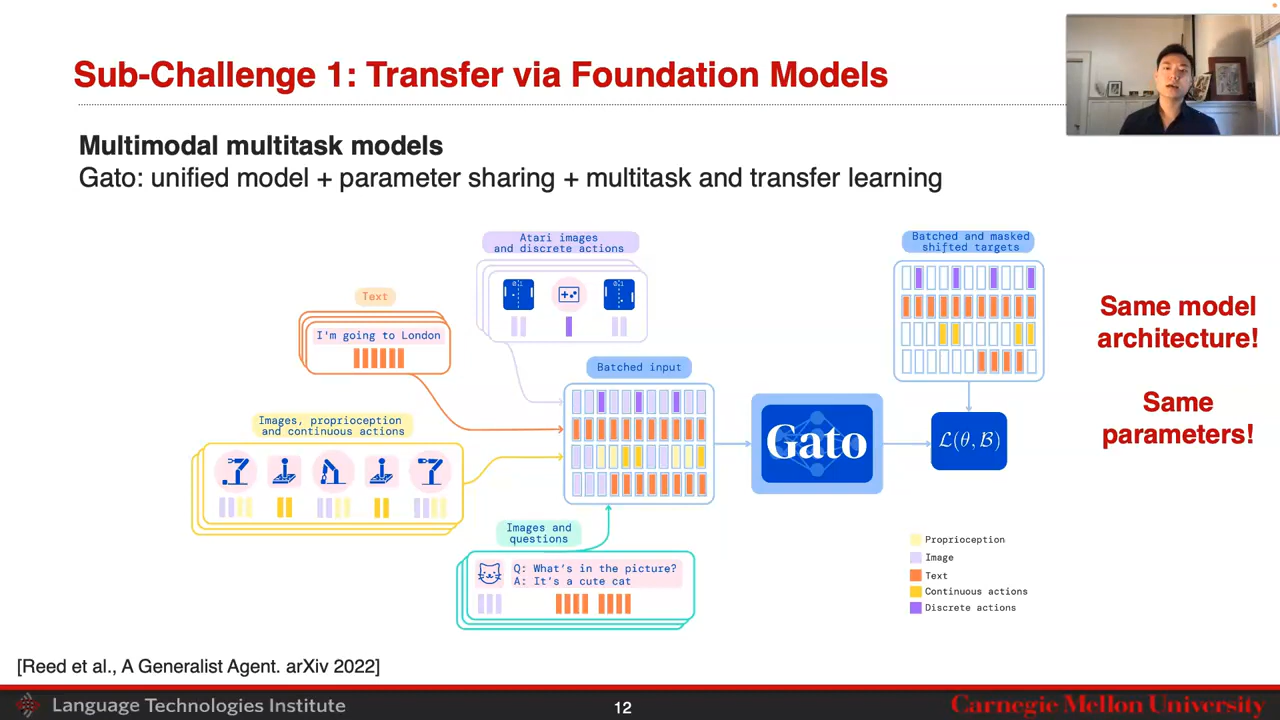 Sub-Challenge 1: Transfer via Foundation Models
Multimodal multitask models
Gato: unified model + parameter sharing + multitask and transfer learning
Atari images
and discrete actions
Batched and masked
shifted targets
Text
I'm going to London
Same model
architecture!
Batched input
Same
parameters!
Images, proprioception
and continuous actions
Gato
L(θ, B)
Images and
questions
Q: What's in the picture?
A: It's a cute cat
Proprioception
Image
Text
Continuous actions
Discrete actions
[Reed et al., A Generalist Agent. arXiv 2022]
Language Technologies Institute
12
Carnegie Mellon University